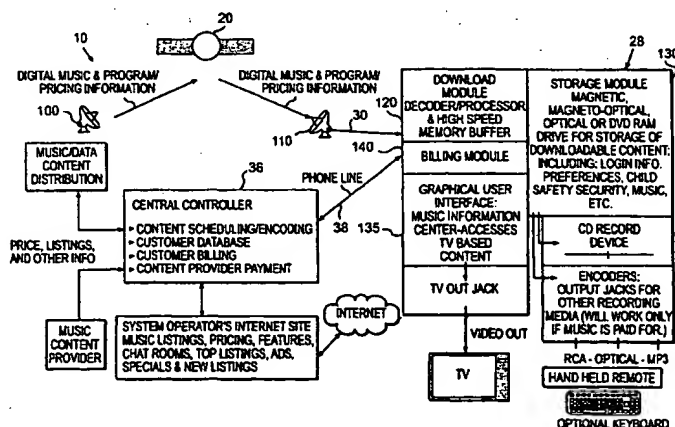 10
20
DIGITAL MUSIC & PROGRAM/
PRICING INFORMATION
DIGITAL MUSIC & PROGRAM/
PRICING INFORMATION
100
110
30
MUSIC/DATA
CONTENT
DISTRIBUTION
36
CENTRAL CONTROLLER
CONTENT SCHEDULING/ENCODING
CUSTOMER DATABASE
CUSTOMER BILLING
CONTENT PROVIDER PAYMENT
PHONE LINE
38
PRICE, LISTINGS,
AND OTHER INFO
MUSIC
CONTENT
PROVIDER
SYSTEM OPERATOR'S INTERNET SITE
MUSIC LISTINGS, PRICING, FEATURES,
CHAT ROOMS, TOP LISTINGS, ADS,
SPECIALS & NEW LISTINGS
INTERNET
120
140
135
DOWNLOAD
MODULE
DECODER/PROCESSOR
& HIGH SPEED
MEMORY BUFFER
BILLING MODULE
GRAPHICAL USER
INTERFACE:
MUSIC INFORMATION
CENTER-ACCESSES
TV BASED
CONTENT
TV OUT JACK
VIDEO OUT
TV
28
130
STORAGE MODULE
MAGNETIC,
MAGNETO-OPTICAL,
OPTICAL OR DVD RAM
DRIVE FOR STORAGE OF
DOWNLOADABLE CONTENT;
INCLUDING: LOGIN INFO.
PREFERENCES, CHILD
SAFETY SECURITY, MUSIC,
ETC.
CD RECORD
DEVICE
ENCODERS:
OUTPUT JACKS FOR
OTHER RECORDING
MEDIA (WILL WORK ONLY
IF MUSIC IS PAID FOR.)
RCA - OPTICAL - MP3
HAND HELD REMOTE
OPTIONAL KEYBOARD